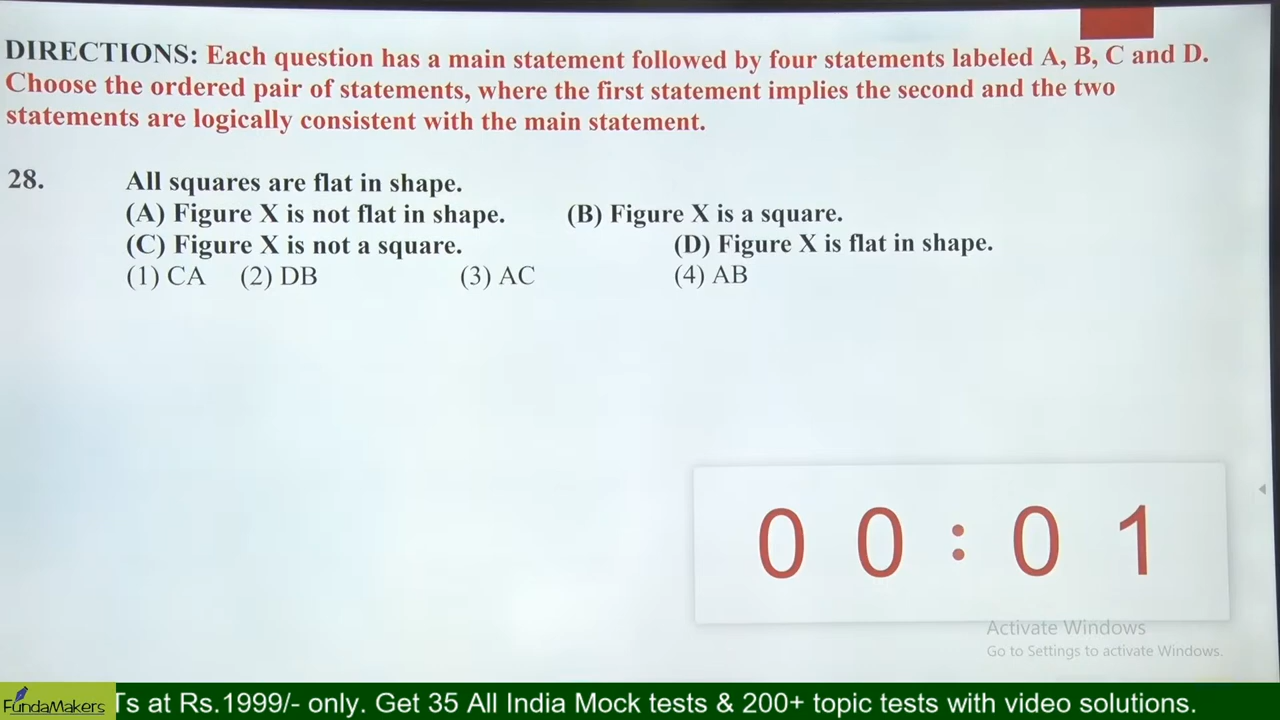 DIRECTIONS: Each question has a main statement followed by four statements labeled A, B, C and D.
Choose the ordered pair of statements, where the first statement implies the second and the two
statements are logically consistent with the main statement.
28. All squares are flat in shape.
(A) Figure X is not flat in shape. (B) Figure X is a square.
(C) Figure X is not a square. (D) Figure X is flat in shape.
(1) CA (2) DB (3) AC (4) AB
00:01
Activate Windows
Go to Settings to activate Windows.
FundaMakers Ts at Rs.1999/- only. Get 35 All India Mock tests & 200+ topic tests with video solutions.